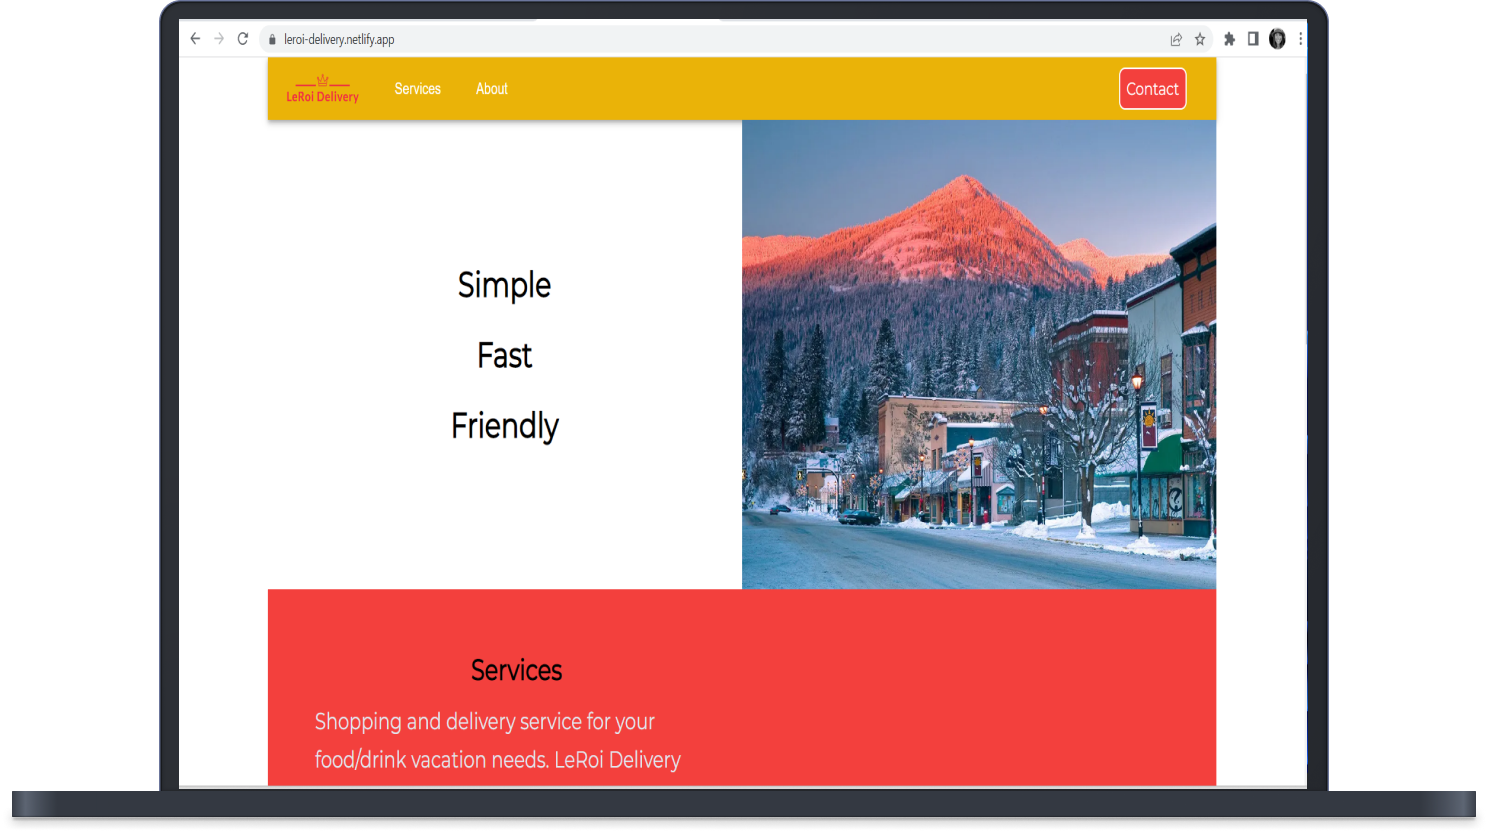 leroi-delivery.netlify.app
LeRoi Delivery
Services
About
Contact
Simple
Fast
Friendly
Services
Shopping and delivery service for your
food/drink vacation needs. LeRoi Delivery